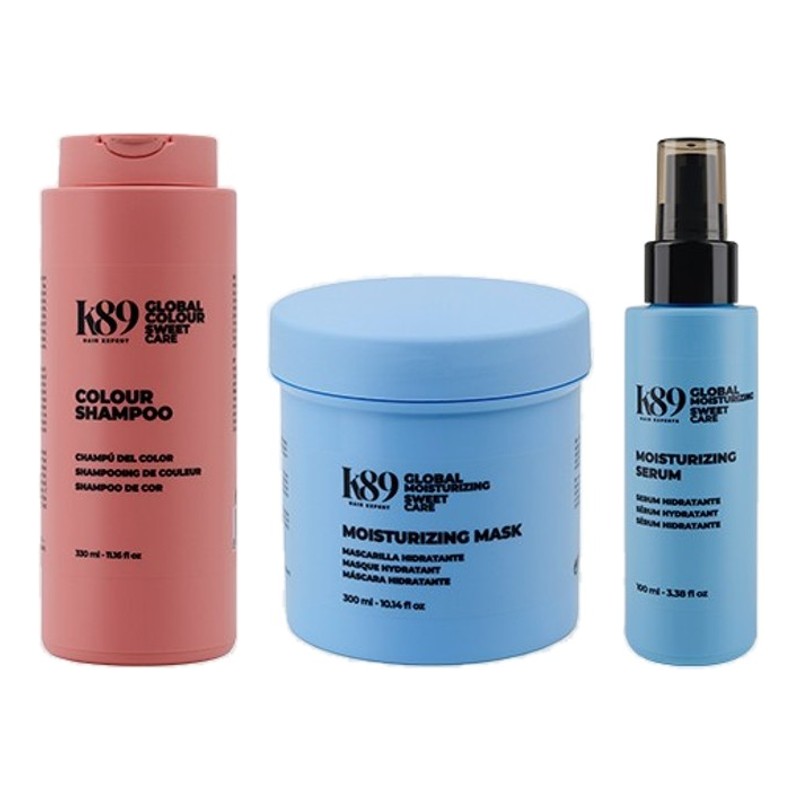 k89
HAIR EXPERT
GLOBAL
COLOUR
SWEET
CARE
COLOUR
SHAMPOO
CHAMPÚ DEL COLOR
SHAMPOOING DE COULEUR
SHAMPOO DE COR
330 ml - 11.16 fl oz
k89
HAIR EXPERT
GLOBAL
MOISTURIZING
SWEET
CARE
MOISTURIZING MASK
MASCARILLA HIDRATANTE
MASQUE HYDRATANT
MÁSCARA HIDRATANTE
300 ml - 10.14 fl oz
k89
HAIR EXPERTS
GLOBAL
MOISTURIZING
SWEET
CARE
MOISTURIZING
SERUM
SERUM HIDRATANTE
SÉRUM HYDRATANT
SÉRUM HIDRATANTE
100 ml - 3.38 fl oz